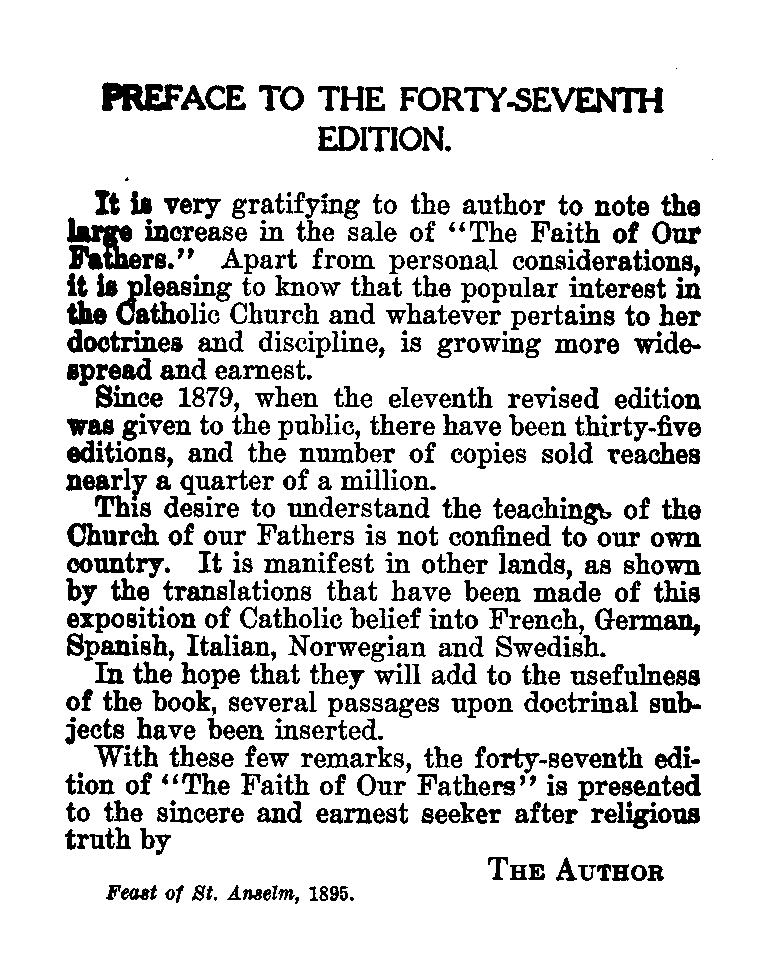 PREFACE TO THE FORTY-SEVENTH
EDITION.
It is very gratifying to the author to note the
large increase in the sale of "The Faith of Our
Fathers." Apart from personal considerations,
it is pleasing to know that the popular interest in
the Catholic Church and whatever pertains to her
doctrines and discipline, is growing more wide-
spread and earnest.
Since 1879, when the eleventh revised edition
was given to the public, there have been thirty-five
editions, and the number of copies sold reaches
nearly a quarter of a million.
This desire to understand the teachings of the
Church of our Fathers is not confined to our own
country. It is manifest in other lands, as shown
by the translations that have been made of this
exposition of Catholic belief into French, German,
Spanish, Italian, Norwegian and Swedish.
In the hope that they will add to the usefulness
of the book, several passages upon doctrinal sub-
jects have been inserted.
With these few remarks, the forty-seventh edi-
tion of "The Faith of Our Fathers" is presented
to the sincere and earnest seeker after religious
truth by
THE AUTHOR
Feast of St. Anselm, 1895.